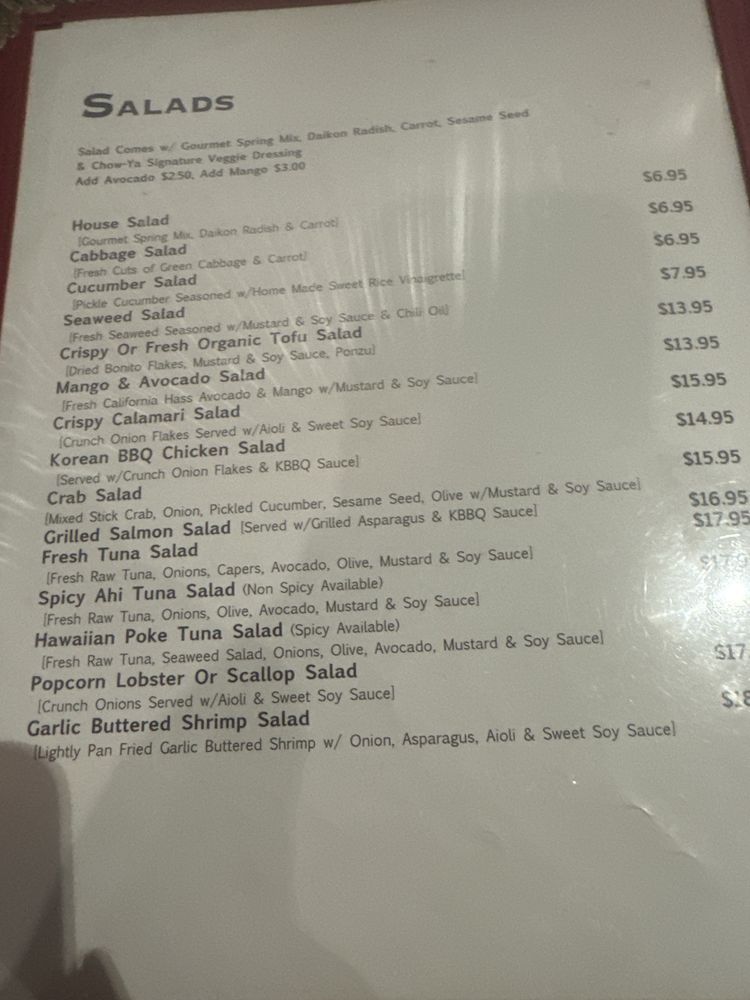 SALADS
Salad Comes w/ Gourmet Spring Mix, Daikon Radish, Carrot, Sesame Seed
& Chow-Ya Signature Veggie Dressing
Add Avocado $2.50, Add Mango $3.00
House Salad $6.95
[Gourmet Spring Mix, Daikon Radish & Carrot]
Cabbage Salad $6.95
[Fresh Cuts of Green Cabbage & Carrot]
Cucumber Salad $6.95
[Pickle Cucumber Seasoned w/Home Made Sweet Rice Vinaigrette]
Seaweed Salad $7.95
[Fresh Seaweed Seasoned w/Mustard & Soy Sauce & Chili Oil]
Crispy Or Fresh Organic Tofu Salad $13.95
[Dried Bonito Flakes, Mustard & Soy Sauce, Ponzu]
Mango & Avocado Salad $13.95
[Fresh California Hass Avocado & Mango w/Mustard & Soy Sauce]
Crispy Calamari Salad $15.95
[Crunch Onion Flakes Served w/Aioli & Sweet Soy Sauce]
Korean BBQ Chicken Salad $14.95
[Served w/Crunch Onion Flakes & KBBQ Sauce]
Crab Salad $15.95
[Mixed Stick Crab, Onion, Pickled Cucumber, Sesame Seed, Olive w/Mustard & Soy Sauce]
Grilled Salmon Salad [Served w/Grilled Asparagus & KBBQ Sauce] $16.95
Fresh Tuna Salad $17.95
[Fresh Raw Tuna, Onions, Capers, Avocado, Olive, Mustard & Soy Sauce]
Spicy Ahi Tuna Salad (Non Spicy Available) $17.9
[Fresh Raw Tuna, Onions, Olive, Avocado, Mustard & Soy Sauce]
Hawaiian Poke Tuna Salad (Spicy Available)
[Fresh Raw Tuna, Seaweed Salad, Onions, Olive, Avocado, Mustard & Soy Sauce]
Popcorn Lobster Or Scallop Salad $17
[Crunch Onions Served w/Aioli & Sweet Soy Sauce]
Garlic Buttered Shrimp Salad $18
[Lightly Pan Fried Garlic Buttered Shrimp w/ Onion, Asparagus, Aioli & Sweet Soy Sauce]